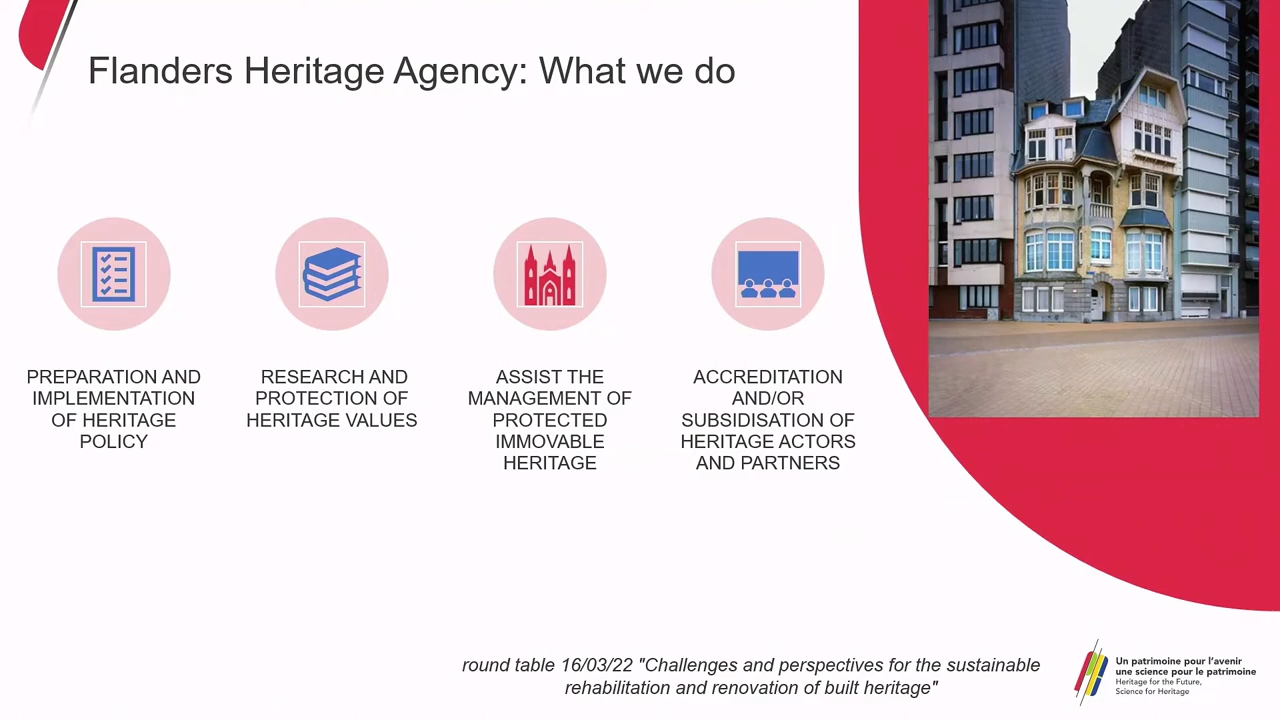 Flanders Heritage Agency: What we do
PREPARATION AND
IMPLEMENTATION
OF HERITAGE
POLICY
RESEARCH AND
PROTECTION OF
HERITAGE VALUES
ASSIST THE
MANAGEMENT OF
PROTECTED
IMMOVABLE
HERITAGE
ACCREDITATION
AND/OR
SUBSIDISATION OF
HERITAGE ACTORS
AND PARTNERS
round table 16/03/22 "Challenges and perspectives for the sustainable
rehabilitation and renovation of built heritage"
Un patrimoine pour l'avenir
une science pour le patrimoine
Heritage for the Future,
Science for Heritage